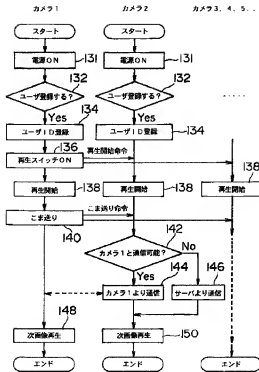 カメラ1 カメラ2 カメラ3、4、5..
スタート スタート
電源ON 131 電源ON 131
132 132
ユーザ登録する? ユーザ登録する? .....
Yes 134 Yes
ユーザID登録 ユーザID登録 134
136 再生開始命令
再生スイッチON
138
再生開始 138 再生開始 138 再生開始
こま送り こま送り命令
140 142
カメラ1と通信可能? No
Yes 144 146
カメラ1より送信 サーバより送信
148
次画像再生 次画像再生 150
エンド エンド エンド